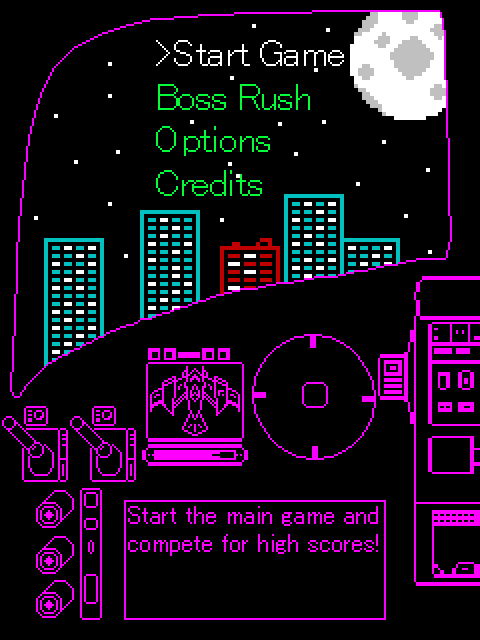 >Start Game
Boss Rush
Options
Credits
Start the main game and
compete for high scores!